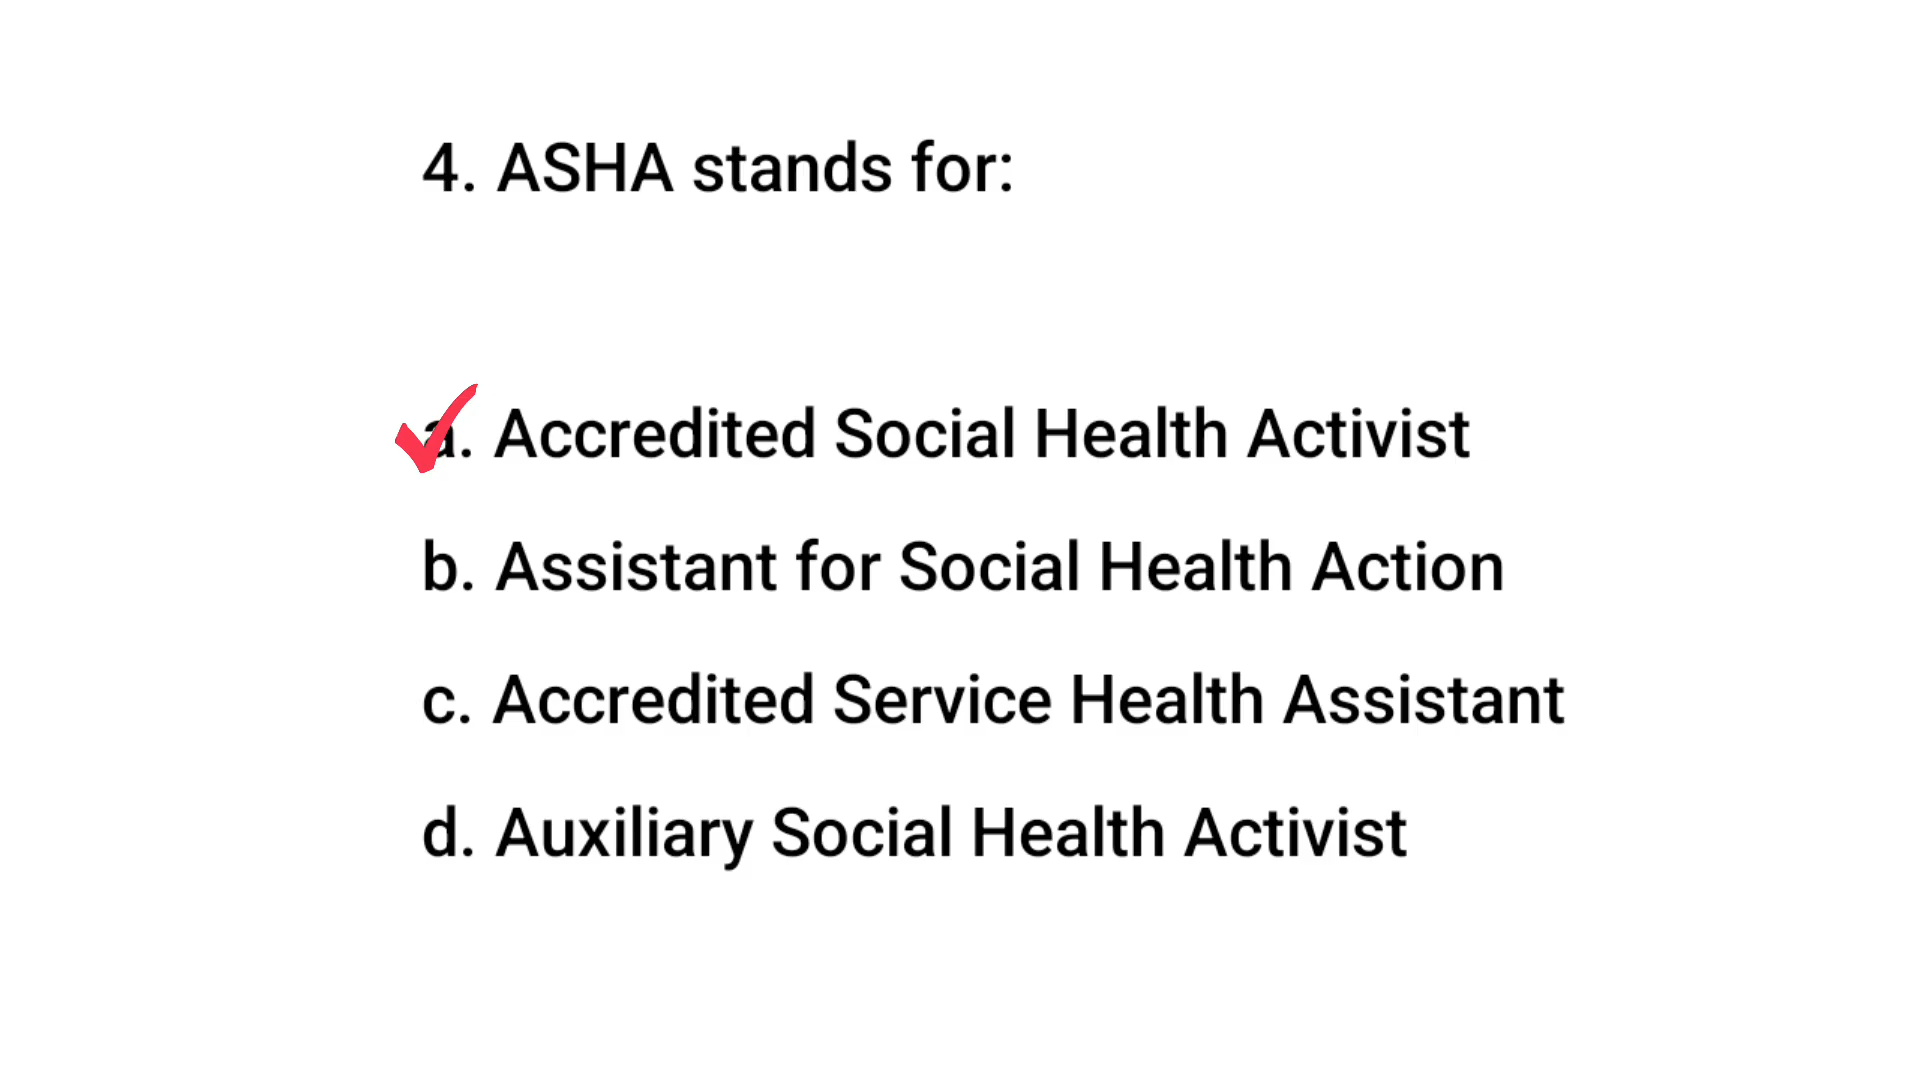 4. ASHA stands for:
a. Accredited Social Health Activist
b. Assistant for Social Health Action
c. Accredited Service Health Assistant
d. Auxiliary Social Health Activist